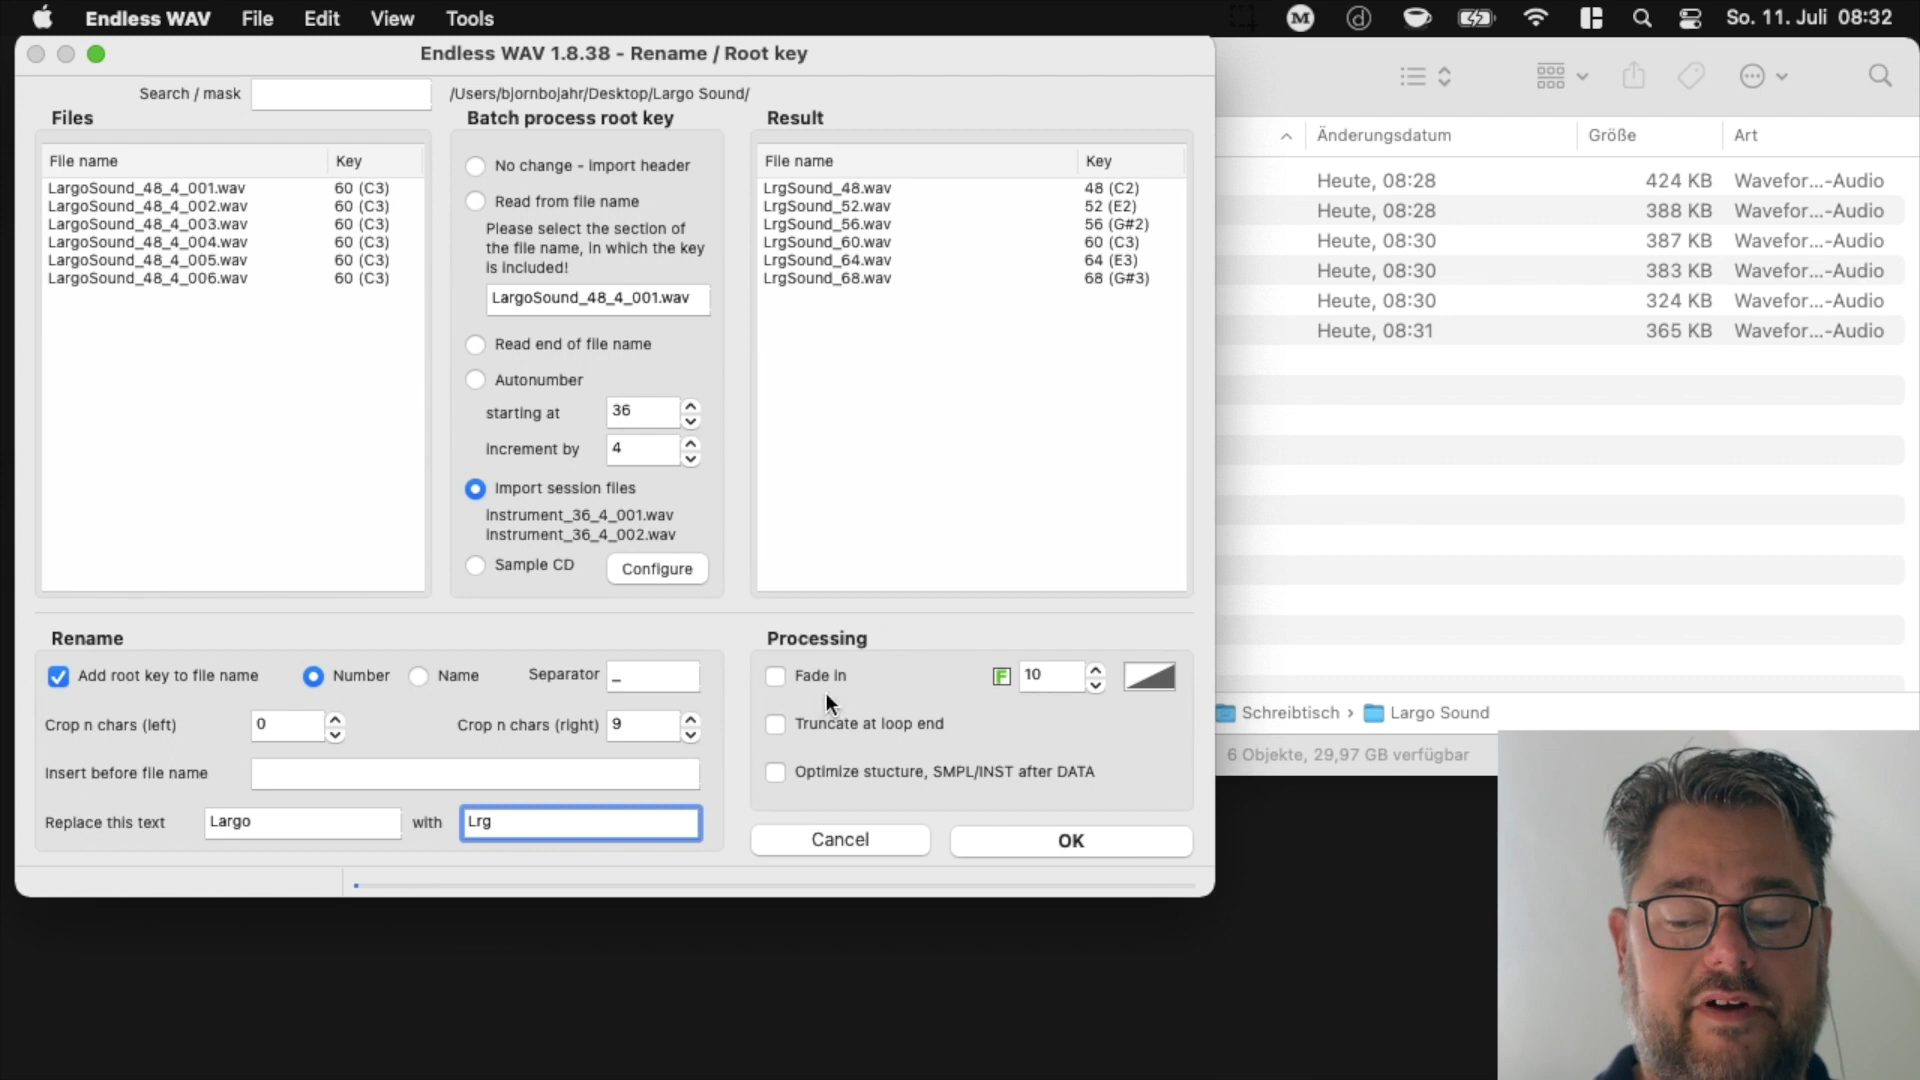 Endless WAV File Edit View Tools So. 11. Juli 08:32
Endless WAV 1.8.38 - Rename / Root key
Search / mask /Users/bjornbojahr/Desktop/Largo Sound/
Files
File name Key
LargoSound_48_4_001.wav 60 (C3)
LargoSound_48_4_002.wav 60 (C3)
LargoSound_48_4_003.wav 60 (C3)
LargoSound_48_4_004.wav 60 (C3)
LargoSound_48_4_005.wav 60 (C3)
LargoSound_48_4_006.wav 60 (C3)
Batch process root key
No change - import header
Read from file name
Please select the section of
the file name, in which the key
is included!
LargoSound_48_4_001.wav
Read end of file name
Autonumber
starting at 36
Increment by 4
Import session files
instrument_36_4_001.wav
instrument_36_4_002.wav
Sample CD Configure
Result
File name Key
LrgSound_48.wav 48 (C2)
LrgSound_52.wav 52 (E2)
LrgSound_56.wav 56 (G#2)
LrgSound_60.wav 60 (C3)
LrgSound_64.wav 64 (E3)
LrgSound_68.wav 68 (G#3)
Rename
Add root key to file name Number Name Separator _
Crop n chars (left) 0 Crop n chars (right) 9
Insert before file name
Replace this text Largo with Lrg
Processing
Fade in F 10
Truncate at loop end
Optimize stucture, SMPL/INST after DATA
Cancel OK
Änderungsdatum Größe Art
Heute, 08:28 424 KB Wavefor...-Audio
Heute, 08:28 388 KB Wavefor...-Audio
Heute, 08:30 387 KB Wavefor...-Audio
Heute, 08:30 383 KB Wavefor...-Audio
Heute, 08:30 324 KB Wavefor...-Audio
Heute, 08:31 365 KB Wavefor...-Audio
Schreibtisch › Largo Sound
6 Objekte, 29,97 GB verfügbar